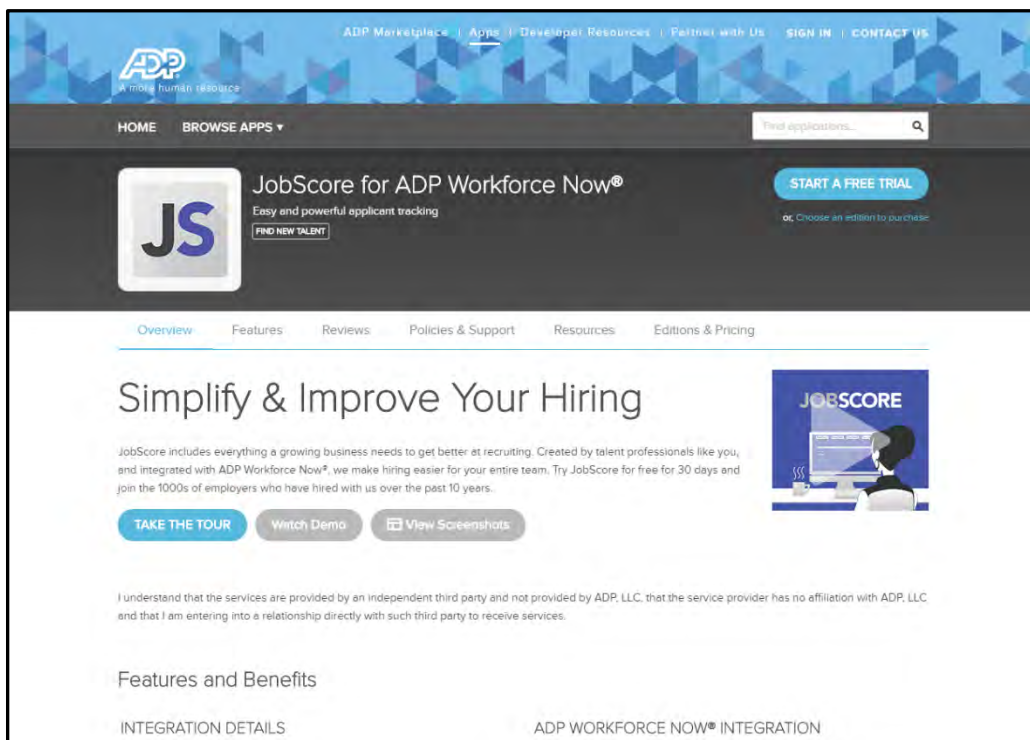 ADP Marketplace | Apps | Developer Resources | Partner with Us SIGN IN | CONTACT US
ADP
A more human resource
HOME BROWSE APPS ▾ Find applications...
JS
JobScore for ADP Workforce Now®
Easy and powerful applicant tracking
FIND NEW TALENT
START A FREE TRIAL
or, Choose an edition to purchase
Overview Features Reviews Policies & Support Resources Editions & Pricing
Simplify & Improve Your Hiring
JobScore includes everything a growing business needs to get better at recruiting. Created by talent professionals like you,
and integrated with ADP Workforce Now®, we make hiring easier for your entire team. Try JobScore for free for 30 days and
join the 1000s of employers who have hired with us over the past 10 years.
JOBSCORE
TAKE THE TOUR Watch Demo View Screenshots
I understand that the services are provided by an independent third party and not provided by ADP, LLC, that the service provider has no affiliation with ADP, LLC
and that I am entering into a relationship directly with such third party to receive services.
Features and Benefits
INTEGRATION DETAILS ADP WORKFORCE NOW® INTEGRATION